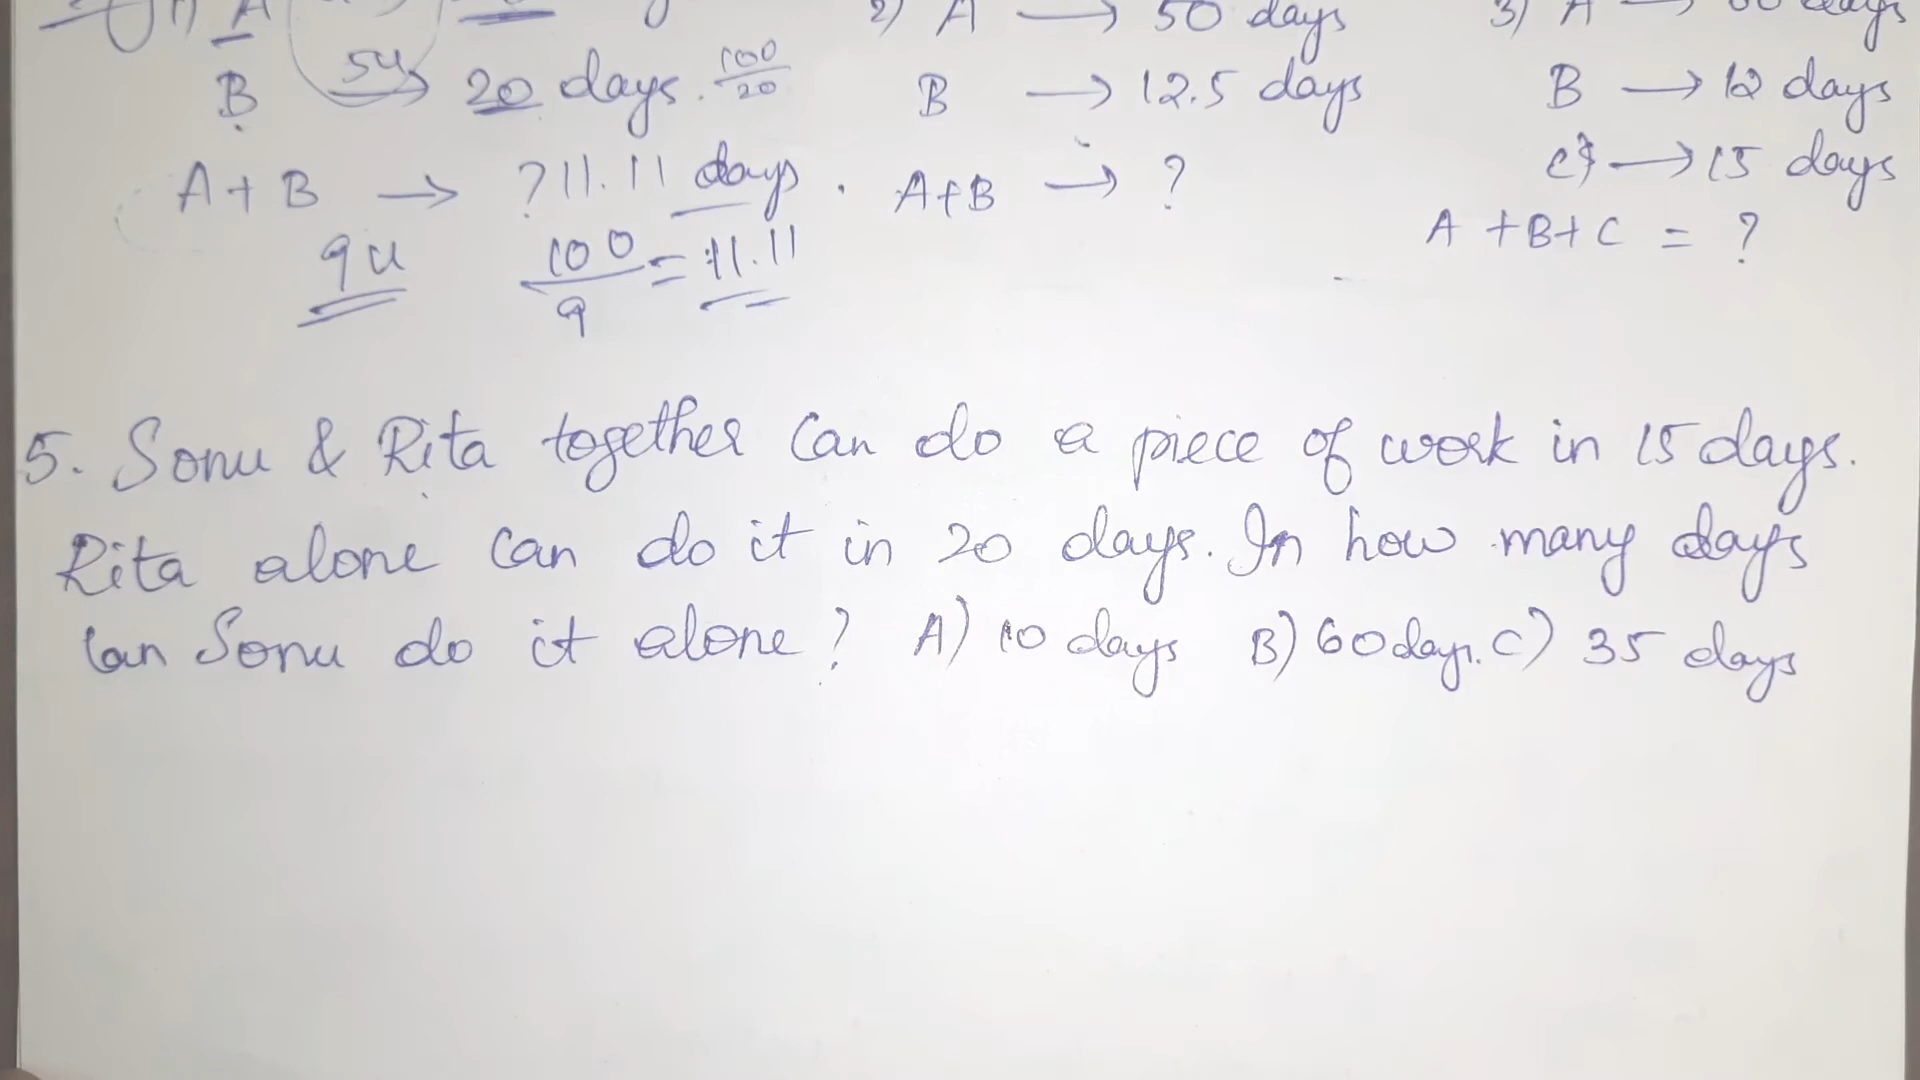 1) A
B 5u→ 20 days. 100/20
A+B → ? 11.11 days.
9u 100/9 = 11.11
2) A → 50 days
B → 12.5 days
A+B → ?
3) A → days
B → 12 days
C → 15 days
A+B+C = ?
5. Sonu & Rita together Can do a piece of work in 15 days.
Rita alone can do it in 20 days. In how many days
Can Sonu do it alone? A) 10 days B) 60 days. C) 35 days